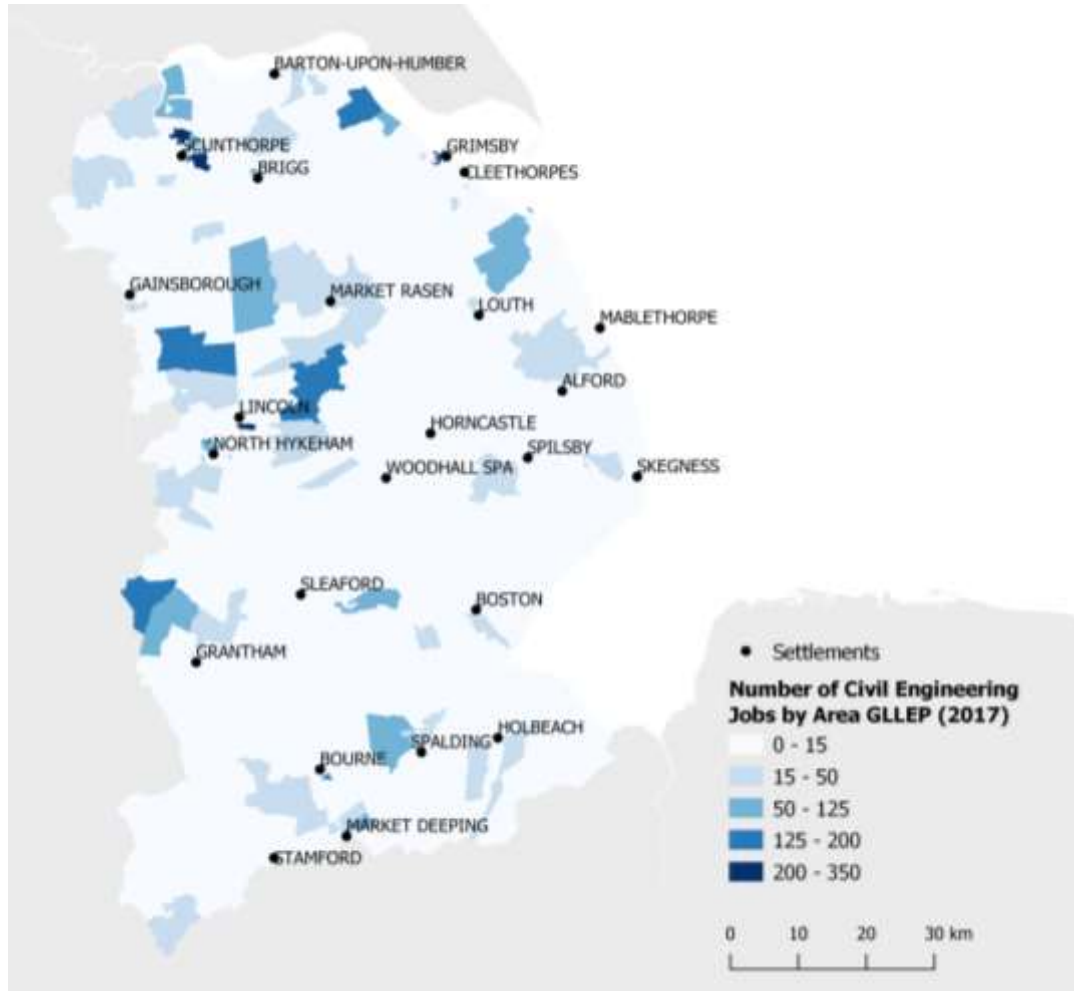 BARTON-UPON-HUMBER
SCUNTHORPE
GRIMSBY
BRIGG
CLEETHORPES
GAINSBOROUGH
MARKET RASEN
LOUTH
MABLETHORPE
ALFORD
LINCOLN
HORNCASTLE
NORTH HYKEHAM
SPILSBY
WOODHALL SPA
SKEGNESS
SLEAFORD
BOSTON
GRANTHAM
HOLBEACH
SPALDING
BOURNE
MARKET DEEPING
STAMFORD
Settlements
Number of Civil Engineering
Jobs by Area GLLEP (2017)
0 - 15
15 - 50
50 - 125
125 - 200
200 - 350
0 10 20 30 km